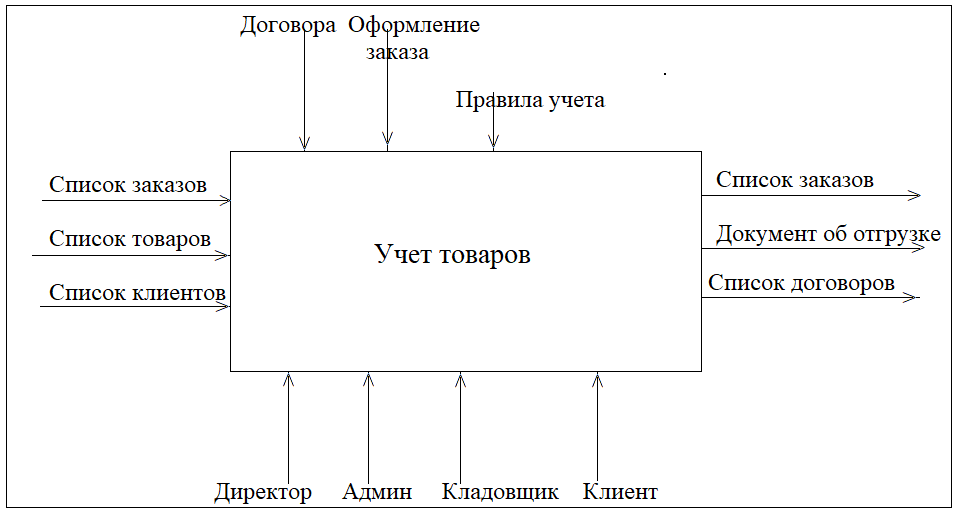 Договора
Оформление
заказа
Правила учета
Список заказов
Список товаров
Список клиентов
Учет товаров
Список заказов
Документ об отгрузке
Список договоров
Директор
Админ
Кладовщик
Клиент